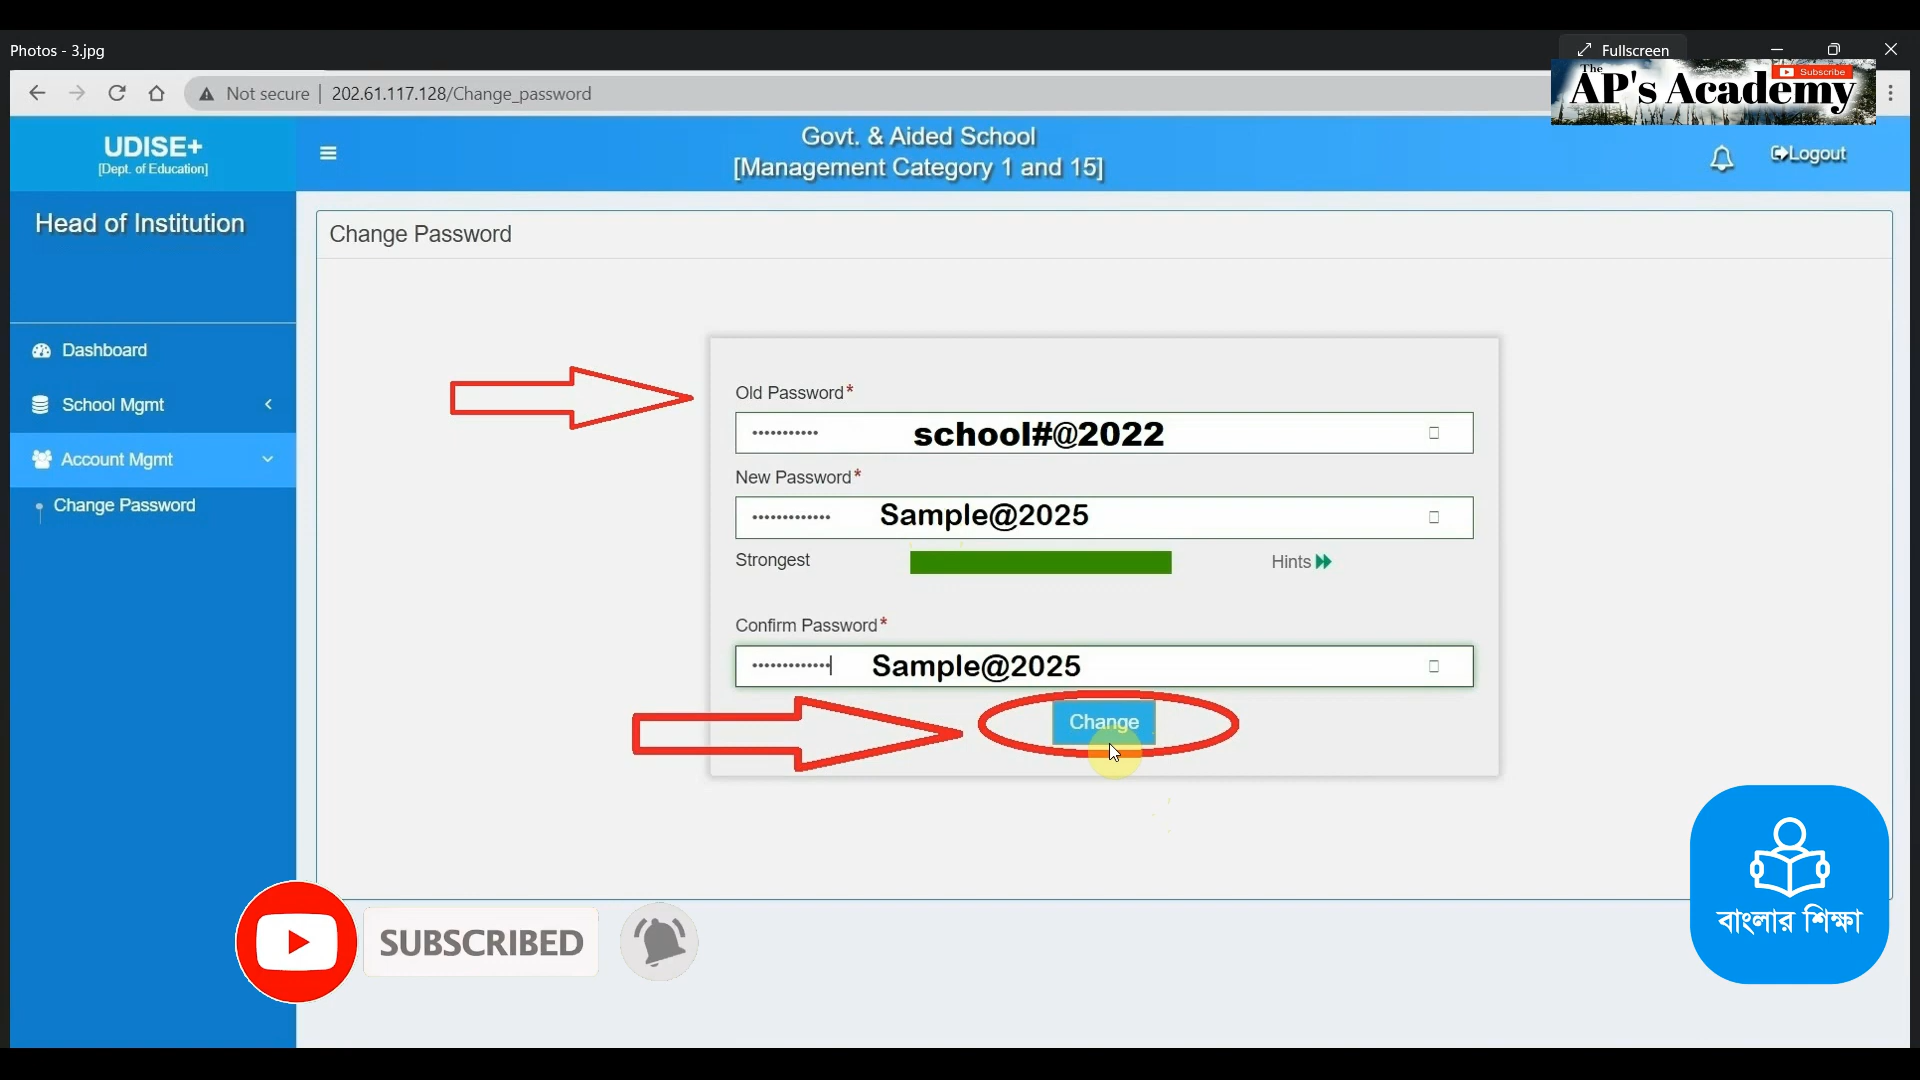 Photos - 3.jpg
Fullscreen
The
AP's Academy
Subscribe
Not secure | 202.61.117.128/Change_password
UDISE+
[Dept. of Education]
Govt. & Aided School
[Management Category 1 and 15]
Logout
Head of Institution
Change Password
Dashboard
School Mgmt
Account Mgmt
Change Password
Old Password*
••••••••••• school#@2022
New Password*
••••••••••••• Sample@2025
Strongest
Hints
Confirm Password*
••••••••••••• Sample@2025
Change
SUBSCRIBED
বাংলার শিক্ষা